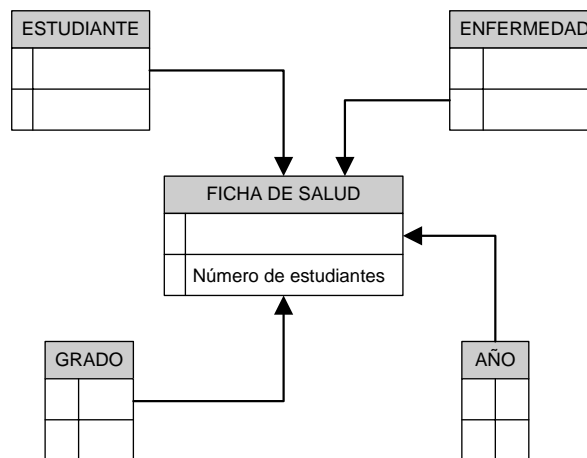 ESTUDIANTE
ENFERMEDAD
FICHA DE SALUD
Número de estudiantes
GRADO
AÑO